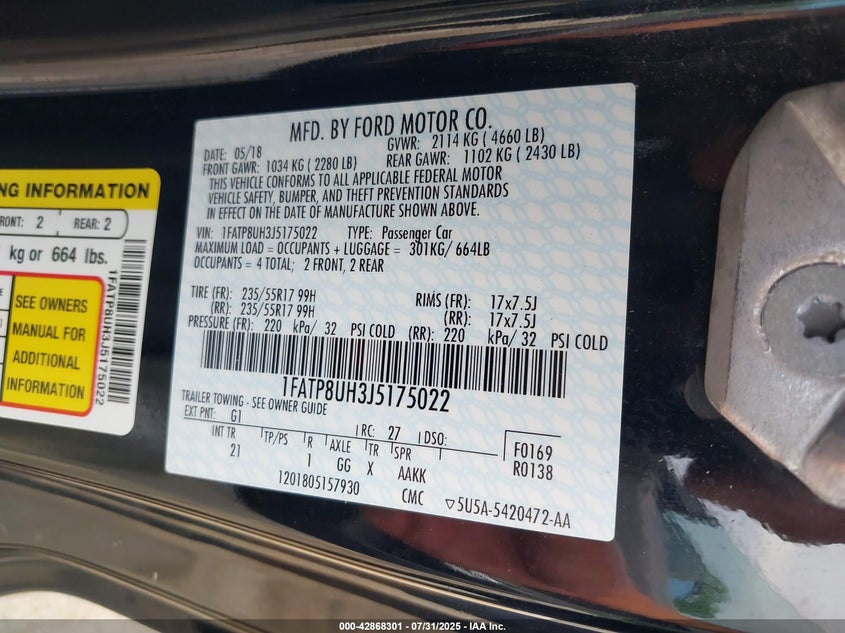 NG INFORMATION
FRONT: 2 REAR: 2
kg or 664 lbs.
SEE OWNERS
MANUAL FOR
ADDITIONAL
INFORMATION
1FATP8UH3J5175022
MFD. BY FORD MOTOR CO.
DATE: 05/18 GVWR: 2114 KG ( 4660 LB)
FRONT GAWR: 1034 KG ( 2280 LB) REAR GAWR: 1102 KG ( 2430 LB)
THIS VEHICLE CONFORMS TO ALL APPLICABLE FEDERAL MOTOR
VEHICLE SAFETY, BUMPER, AND THEFT PREVENTION STANDARDS
IN EFFECT ON THE DATE OF MANUFACTURE SHOWN ABOVE.
VIN: 1FATP8UH3J5175022 TYPE: Passenger Car
MAXIMUM LOAD = OCCUPANTS + LUGGAGE = 301KG/ 664LB
OCCUPANTS = 4 TOTAL; 2 FRONT, 2 REAR
TIRE (FR): 235/55R17 99H RIMS (FR): 17x7.5J
(RR): 235/55R17 99H (RR): 17x7.5J
PRESSURE (FR): 220 kPa/ 32 PSI COLD (RR): 220 kPa/ 32 PSI COLD
1FATP8UH3J5175022
TRAILER TOWING - SEE OWNER GUIDE
EXT PNT: G1 RC: 27 DSO: F0169
INT TR TP/PS R AXLE TR SPR R0138
21 1 GG X AAKK
1201805157930 CMC ▽5U5A-5420472-AA
000-42868301 - 07/31/2025 - IAA Inc.